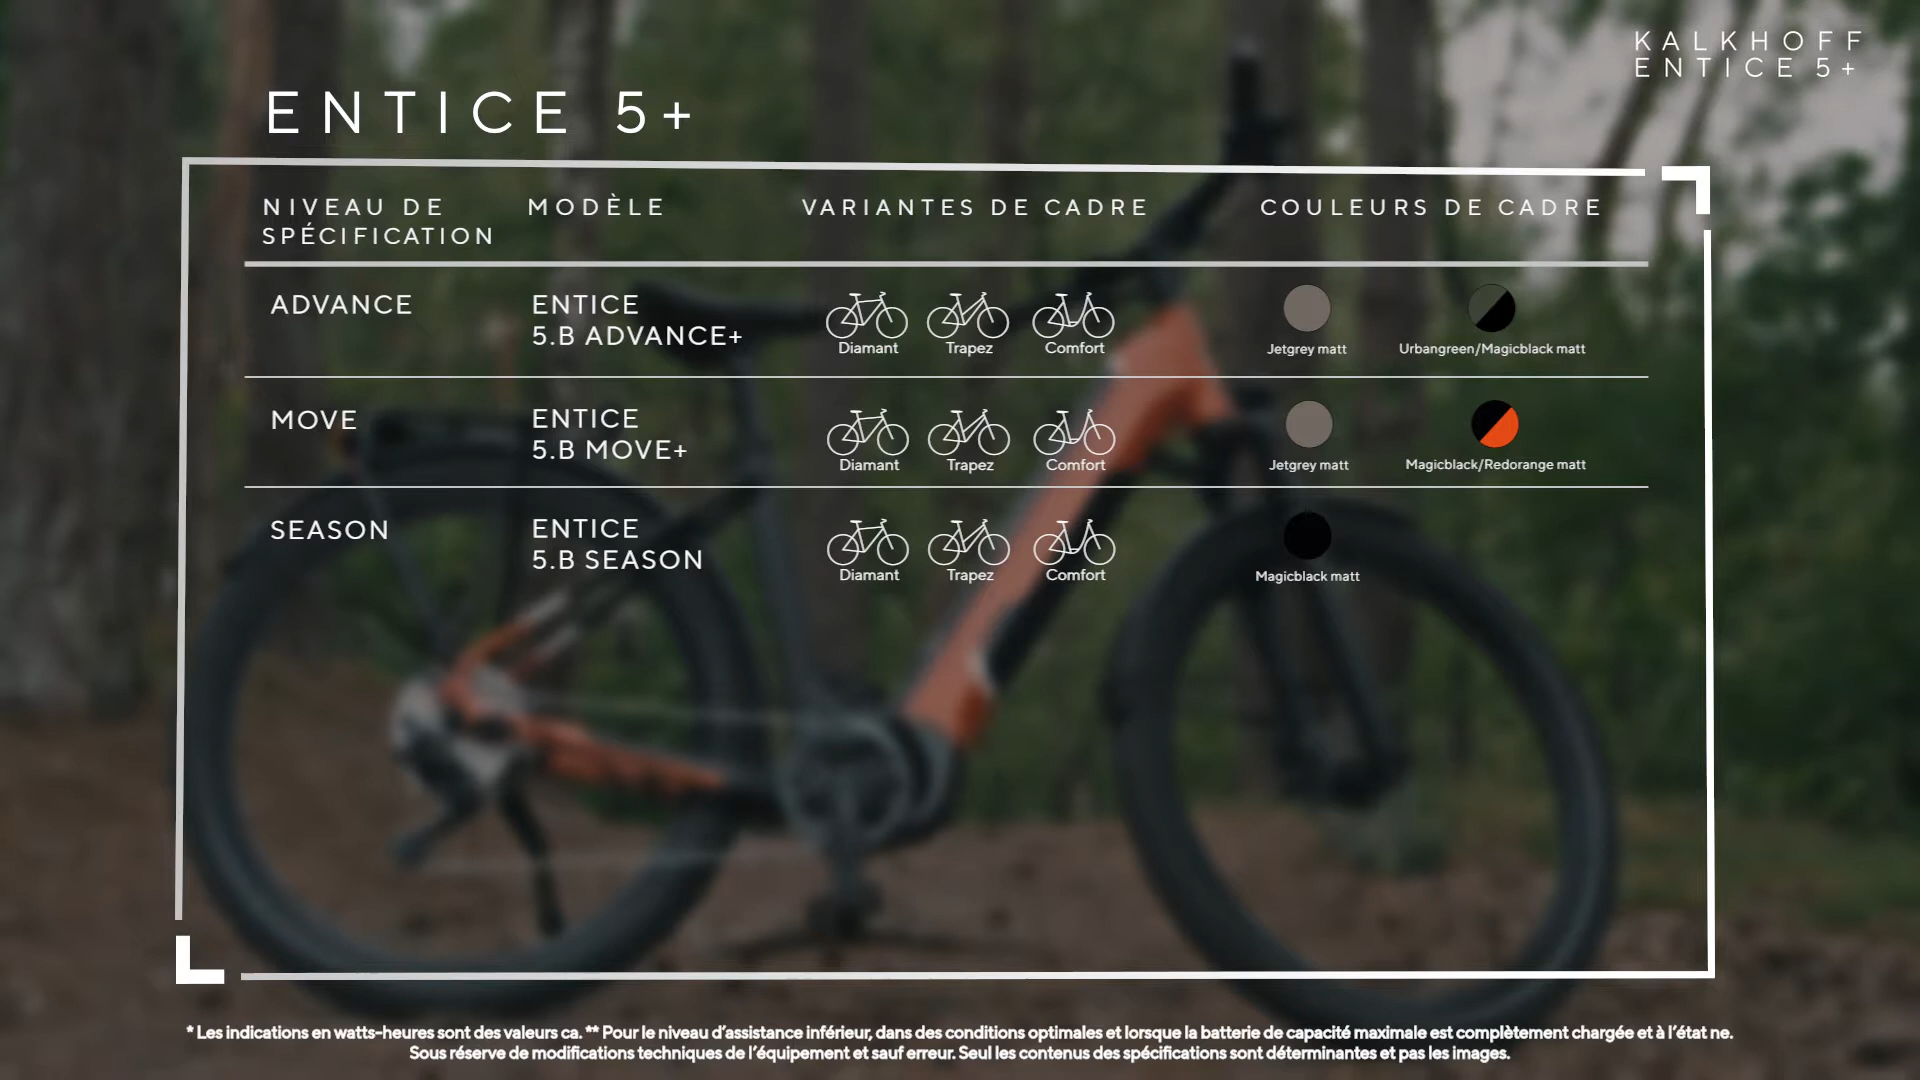 KALKHOFF
ENTICE 5+
ENTICE 5+
NIVEAU DE
SPÉCIFICATION
MODÈLE
VARIANTES DE CADRE
COULEURS DE CADRE
ADVANCE
ENTICE
5.B ADVANCE+
Diamant
Trapez
Comfort
Jetgrey matt
Urbangreen/Magicblack matt
MOVE
ENTICE
5.B MOVE+
Diamant
Trapez
Comfort
Jetgrey matt
Magicblack/Redorange matt
SEASON
ENTICE
5.B SEASON
Diamant
Trapez
Comfort
Magicblack matt
* Les indications en watts-heures sont des valeurs ca. ** Pour le niveau d'assistance inférieur, dans des conditions optimales et lorsque la batterie de capacité maximale est complètement chargée et à l'état ne.
Sous réserve de modifications techniques de l'équipement et sauf erreur. Seul les contenus des spécifications sont déterminantes et pas les images.